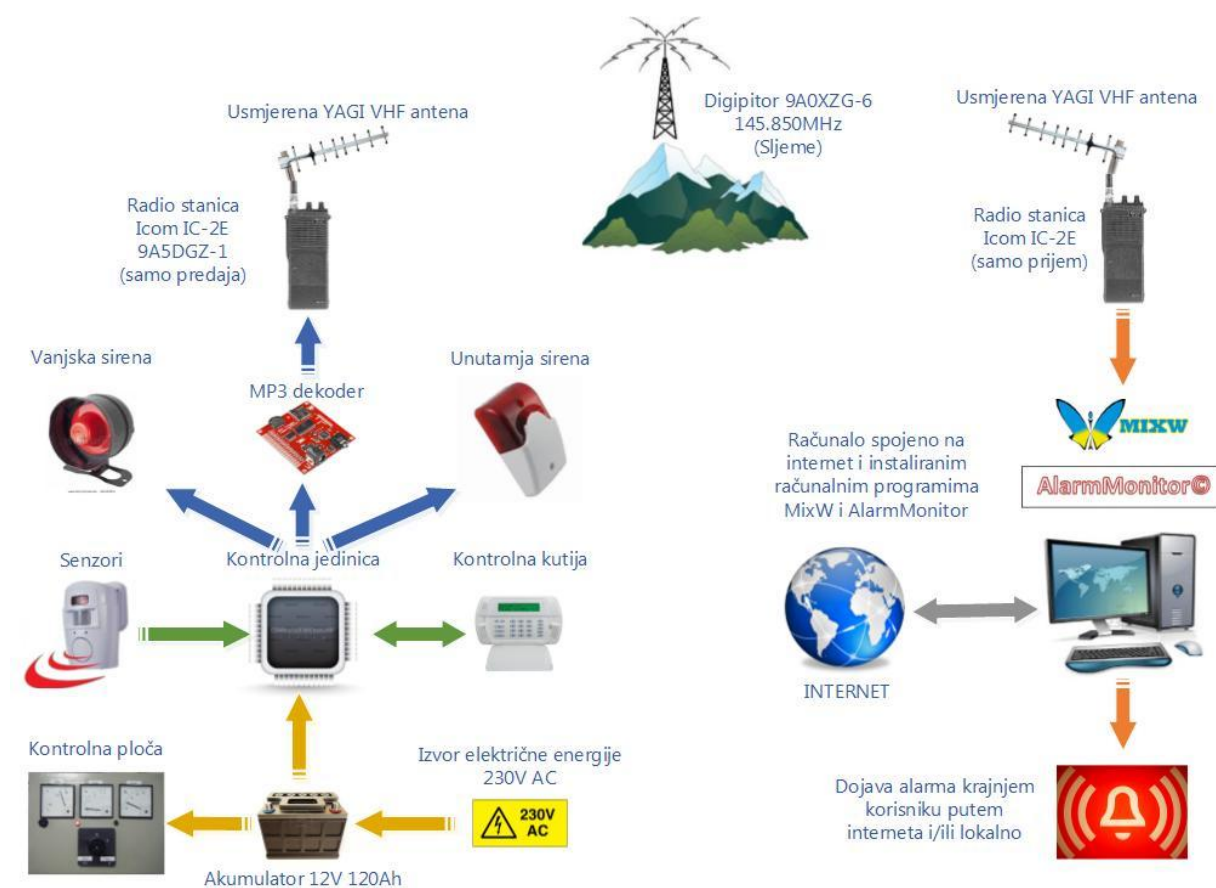 Usmjerena YAGI VHF antena
Digipitor 9A0XZG-6
145.850MHz
(Sljeme)
Usmjerena YAGI VHF antena
Radio stanica
Icom IC-2E
9A5DGZ-1
(samo predaja)
Radio stanica
Icom IC-2E
(samo prijem)
Vanjska sirena
MP3 dekoder
Unutarnja sirena
MIXW
Računalo spojeno na
internet i instaliranim
računalnim programima
MixW i AlarmMonitor
AlarmMonitor©
Senzori
Kontrolna jedinica
Kontrolna kutija
INTERNET
Kontrolna ploča
Izvor električne energije
230V AC
230V
AC
Akumulator 12V 120Ah
Dojava alarma krajnjem
korisniku putem
interneta i/ili lokalno